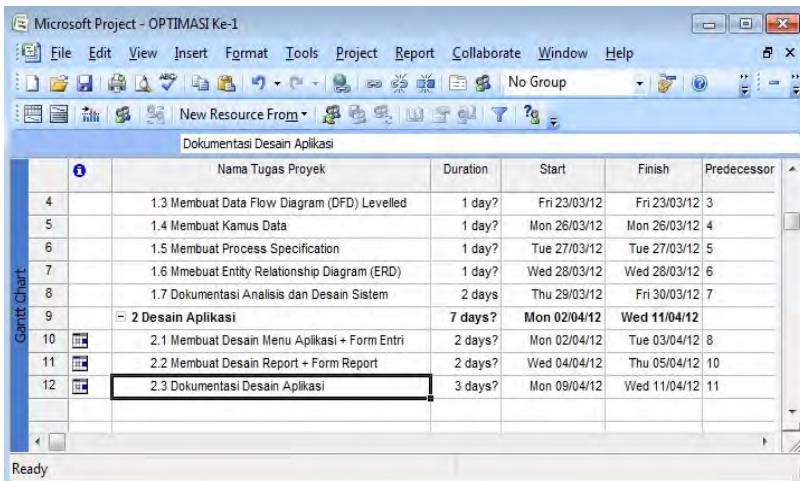 Microsoft Project - OPTIMASI Ke-1
File Edit View Insert Format Tools Project Report Collaborate Window Help
No Group
New Resource From
Dokumentasi Desain Aplikasi
Nama Tugas Proyek Duration Start Finish Predecessor
4 1.3 Membuat Data Flow Diagram (DFD) Levelled 1 day? Fri 23/03/12 Fri 23/03/12 3
5 1.4 Membuat Kamus Data 1 day? Mon 26/03/12 Mon 26/03/12 4
6 1.5 Membuat Process Specification 1 day? Tue 27/03/12 Tue 27/03/12 5
7 1.6 Mmebuat Entity Relationship Diagram (ERD) 1 day? Wed 28/03/12 Wed 28/03/12 6
8 1.7 Dokumentasi Analisis dan Desain Sistem 2 days Thu 29/03/12 Fri 30/03/12 7
9 2 Desain Aplikasi 7 days? Mon 02/04/12 Wed 11/04/12
10 2.1 Membuat Desain Menu Aplikasi + Form Entri 2 days? Mon 02/04/12 Tue 03/04/12 8
11 2.2 Membuat Desain Report + Form Report 2 days? Wed 04/04/12 Thu 05/04/12 10
12 2.3 Dokumentasi Desain Aplikasi 3 days? Mon 09/04/12 Wed 11/04/12 11
Gantt Chart
Ready